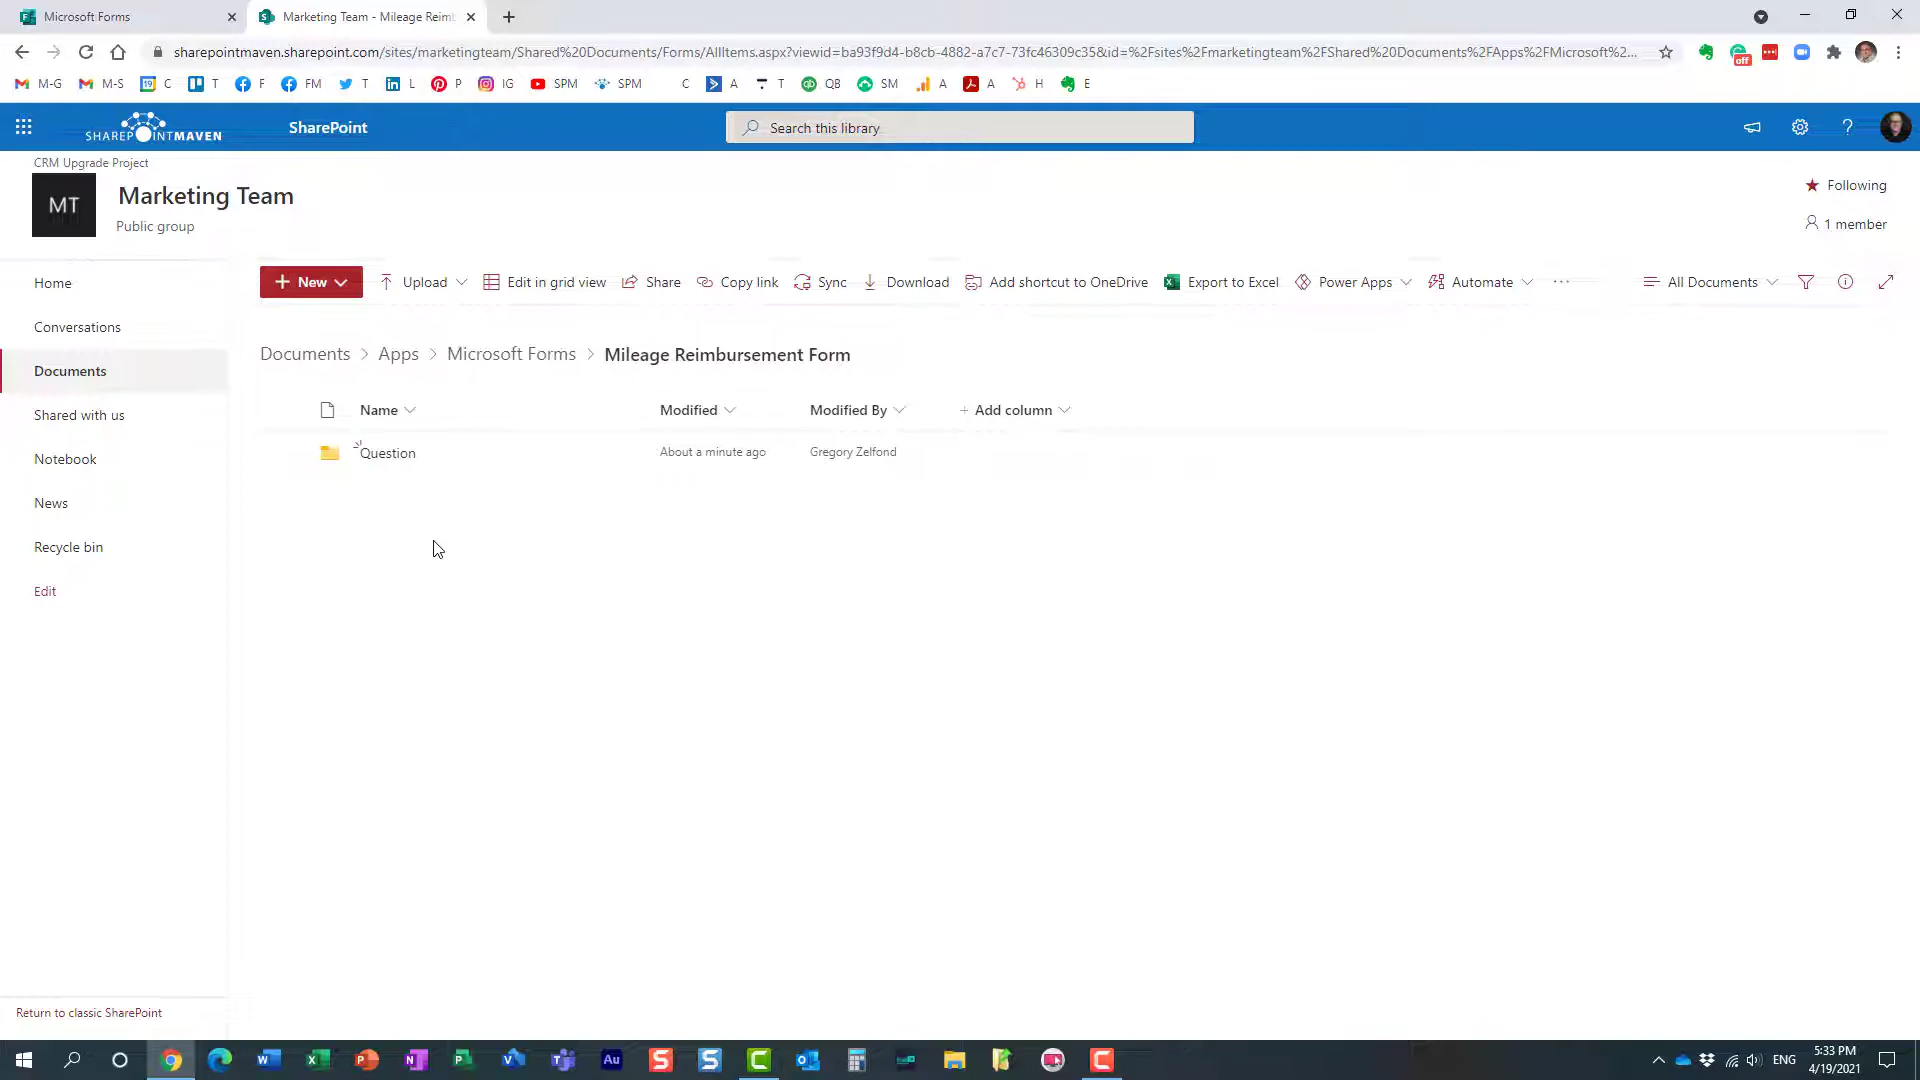 Microsoft Forms
Marketing Team - Mileage Reim
sharepointmaven.sharepoint.com/sites/marketingteam/Shared%20Documents/Forms/AllItems.aspx?viewid=ba93f9d4-b8cb-4882-a7c7-73fc46309c35&id=%2Fsites%2Fmarketingteam%2FShared%20Documents%2FApps%2FMicrosoft%2...
off
M-G M-S 19 C T F FM T L P IG SPM SPM C A T QB SM A A H E
SHAREPOINTMAVEN
SharePoint
Search this library
CRM Upgrade Project
MT
Marketing Team
Public group
Following
1 member
Home
Conversations
Documents
Shared with us
Notebook
News
Recycle bin
Edit
Return to classic SharePoint
+ New Upload Edit in grid view Share Copy link Sync Download Add shortcut to OneDrive Export to Excel Power Apps Automate ... All Documents
Documents > Apps > Microsoft Forms > Mileage Reimbursement Form
Name Modified Modified By + Add column
Question About a minute ago Gregory Zelfond
ENG
5:33 PM
4/19/2021